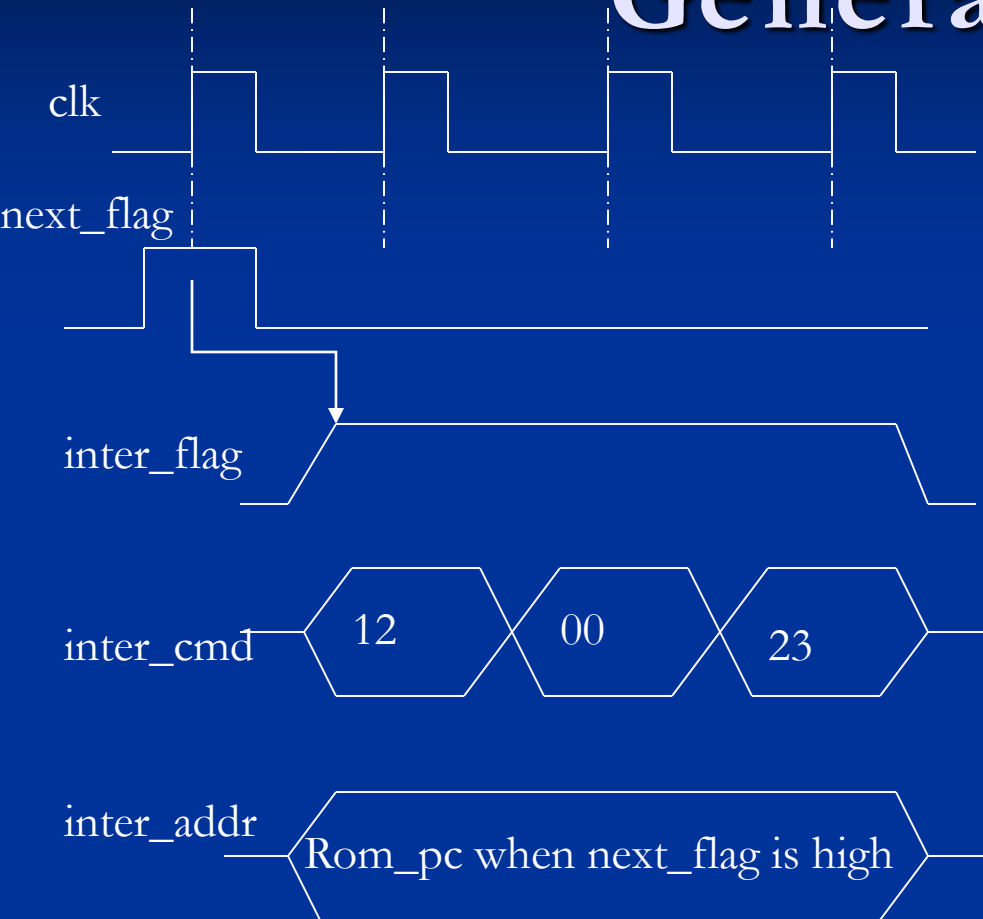 clk
next_flag
inter_flag
inter_cmd
12
00
23
inter_addr
Rom_pc when next_flag is high